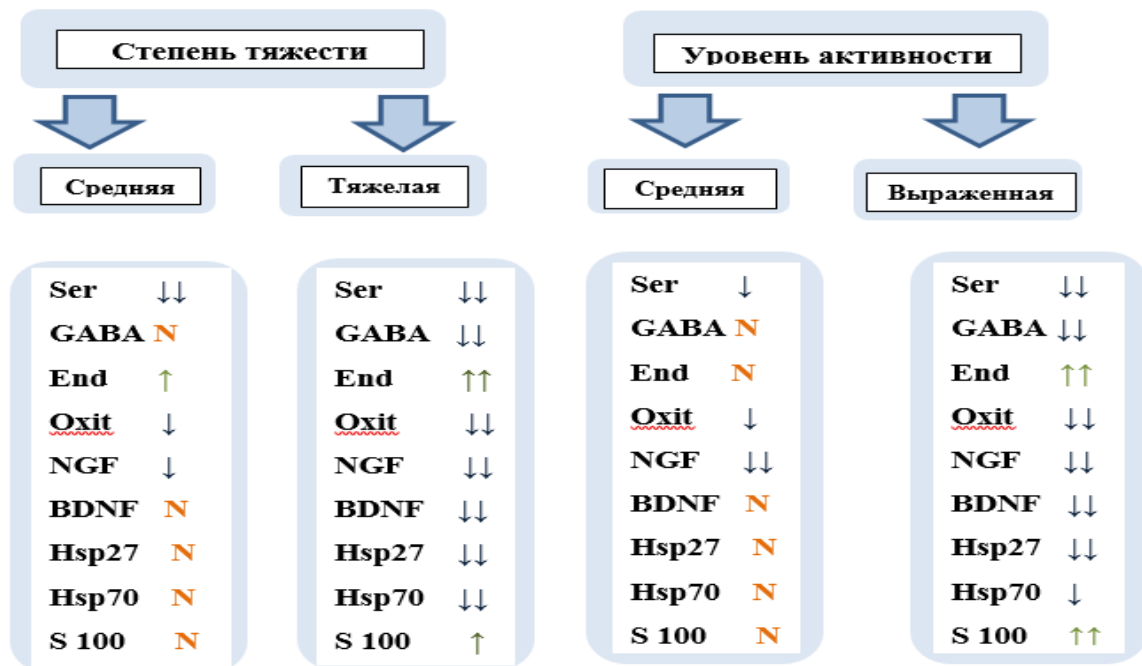 Степень тяжести
Уровень активности
Средняя
Тяжелая
Средняя
Выраженная
Ser ↓↓
GABA N
End ↑
Oxit ↓
NGF ↓
BDNF N
Hsp27 N
Hsp70 N
S 100 N
Ser ↓↓
GABA ↓↓
End ↑↑
Oxit ↓↓
NGF ↓↓
BDNF ↓↓
Hsp27 ↓↓
Hsp70 ↓↓
S 100 ↑
Ser ↓
GABA N
End N
Oxit ↓
NGF ↓↓
BDNF N
Hsp27 N
Hsp70 N
S 100 N
Ser ↓↓
GABA ↓↓
End ↑↑
Oxit ↓↓
NGF ↓↓
BDNF ↓↓
Hsp27 ↓↓
Hsp70 ↓
S 100 ↑↑